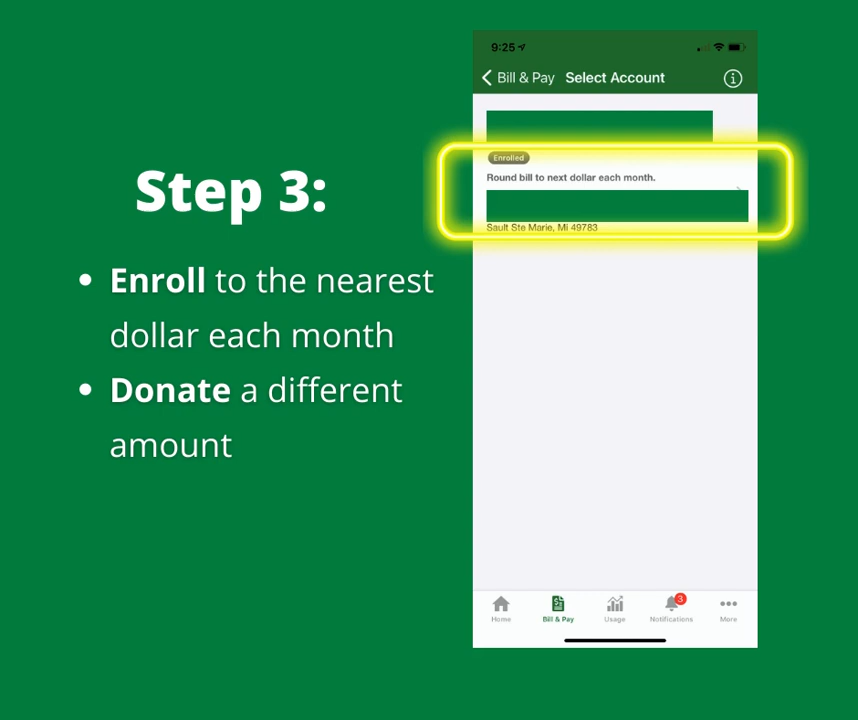 Step 3:
• Enroll to the nearest
dollar each month
• Donate a different
amount
9:25
Bill & Pay Select Account
Enrolled
Round bill to next dollar each month.
Sault Ste Marie, MI 49783
3
Home Bill & Pay Usage Notifications More